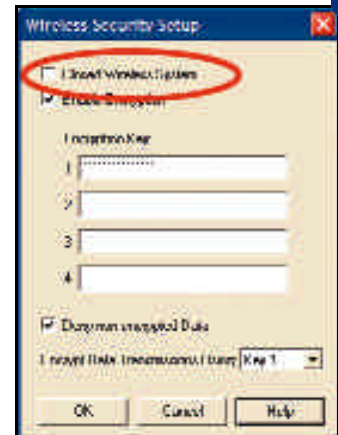 Wireless Security Setup
Closed Wireless System
Enable Encryption
Encryption Key
1
2
3
4
Deny non encrypted Data
Encrypt Data Transmissions Using Key 1
OK Cancel Help